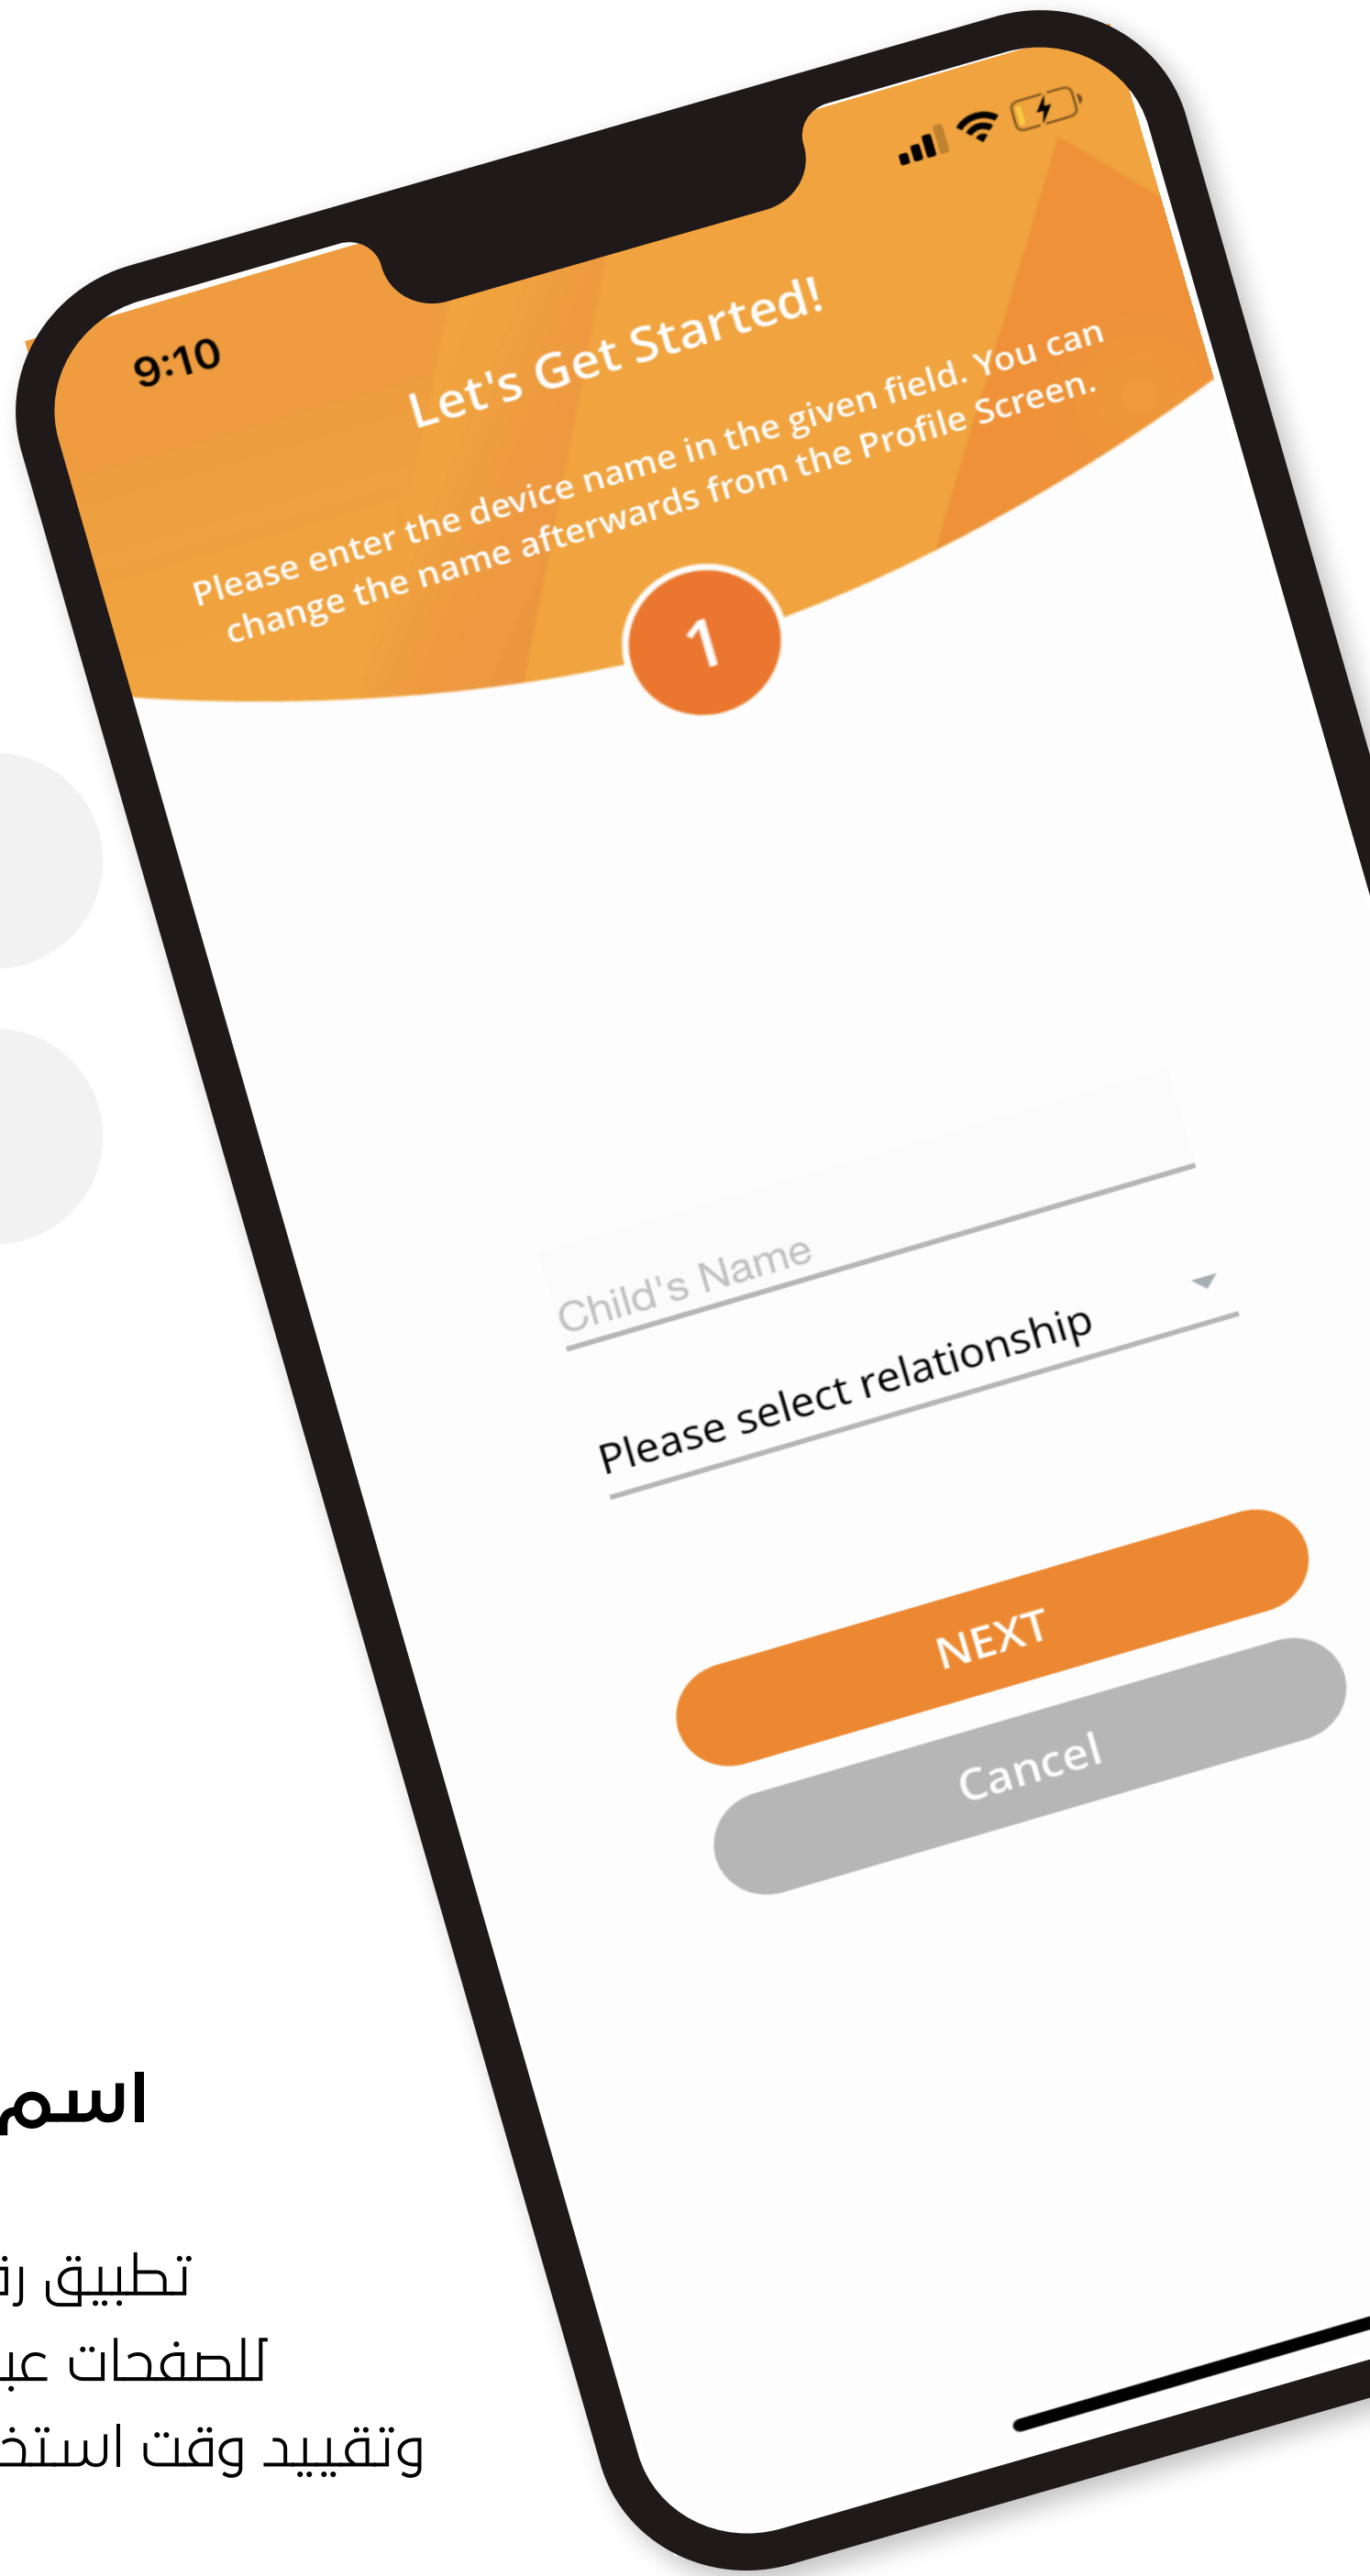 9:10
Let's Get Started!
Please enter the device name in the given field. You can
change the name afterwards from the Profile Screen.
1
Child's Name
Please select relationship
NEXT
Cancel
اسم
تطبيق
للصفحات
وتقييد وقت